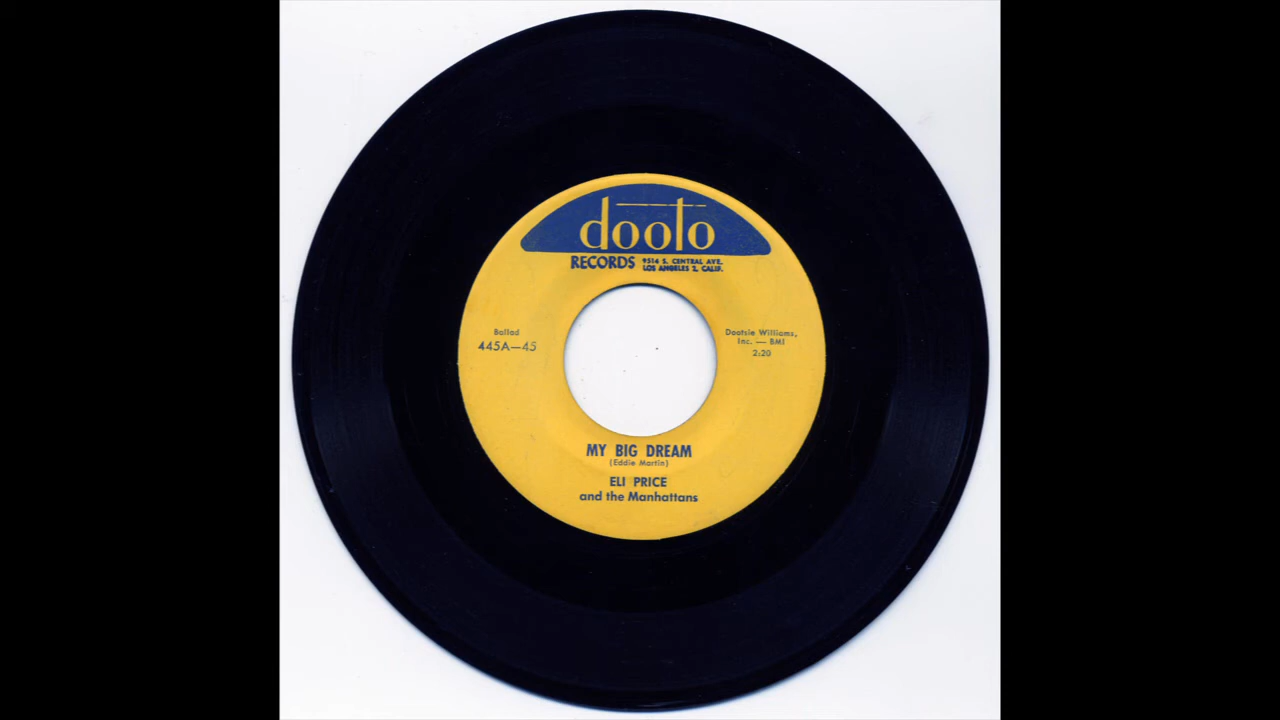 dooto
RECORDS 9514 S. CENTRAL AVE.
LOS ANGELES 2, CALIF.
Ballad
445A—45
Dootsie Williams,
Inc. — BMI
2:20
MY BIG DREAM
(Eddie Martin)
ELI PRICE
and the Manhattans